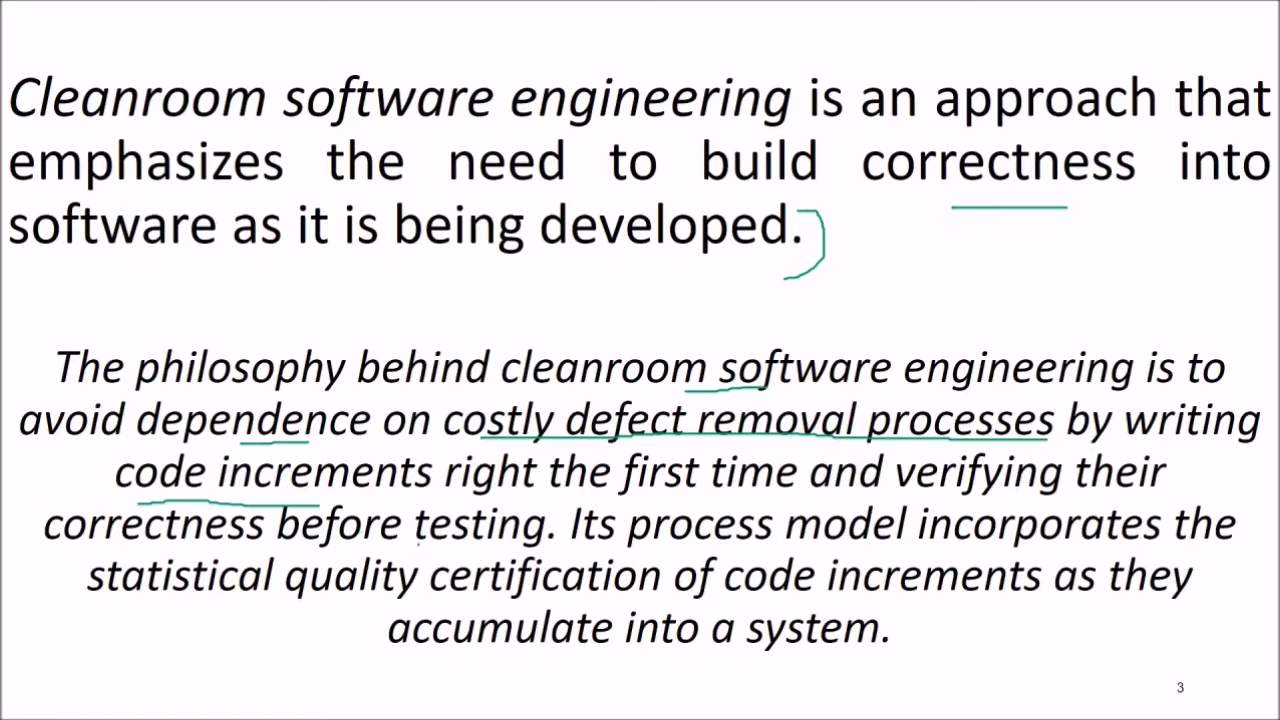 Cleanroom software engineering is an approach that
emphasizes the need to build correctness into
software as it is being developed.
The philosophy behind cleanroom software engineering is to
avoid dependence on costly defect removal processes by writing
code increments right the first time and verifying their
correctness before testing. Its process model incorporates the
statistical quality certification of code increments as they
accumulate into a system.
3